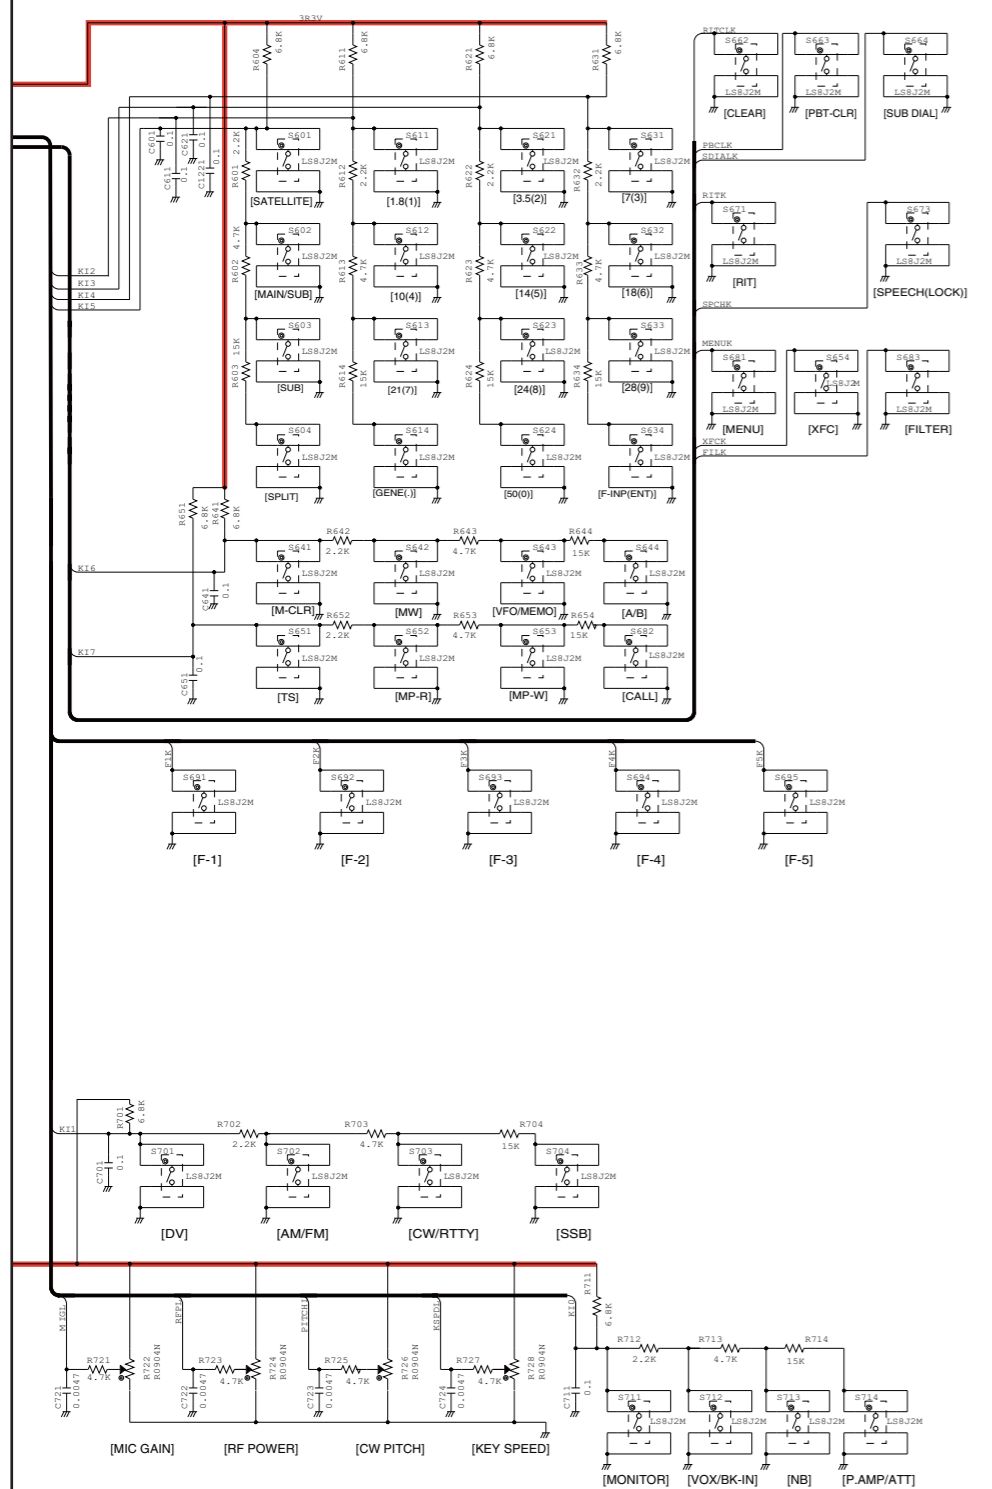 3R3V
R604 6.8K R611 6.8K R621 6.8K R631 6.8K
RITCLK
S662 S663 S664
LS8J2M LS8J2M LS8J2M
[CLEAR] [PBT-CLR] [SUB DIAL]
C601 0.1 C611 0.1 C621 0.1 C1221 0.1
R601 2.2K R612 2.2K R622 2.2K R632 2.2K
S601 S611 S621 S631
LS8J2M LS8J2M LS8J2M LS8J2M
[SATELLITE] [1.8(1)] [3.5(2)] [7(3)]
PBCLK
SDIALK
RITK
S671 S673
LS8J2M LS8J2M
[RIT] [SPEECH(LOCK)]
R602 4.7K R613 4.7K R623 4.7K R633 4.7K
S602 S612 S622 S632
LS8J2M LS8J2M LS8J2M LS8J2M
[MAIN/SUB] [10(4)] [14(5)] [18(6)]
KI2
KI3
KI4
KI5
SPCHK
R603 15K R614 15K R624 15K R634 15K
S603 S613 S623 S633
LS8J2M LS8J2M LS8J2M LS8J2M
[SUB] [21(7)] [24(8)] [28(9)]
MENUK
S681 S654 S683
LS8J2M LS8J2M LS8J2M
[MENU] [XFC] [FILTER]
XFCK
FILK
S604 S614 S624 S634
LS8J2M LS8J2M LS8J2M LS8J2M
[SPLIT] [GENE(.)] [50(0)] [F-INP(ENT)]
R651 6.8K R641 6.8K
R642 R643 R644
2.2K 4.7K 15K
S641 S642 S643 S644
LS8J2M LS8J2M LS8J2M LS8J2M
KI6
C641 0.1
[M-CLR] [MW] [VFO/MEMO] [A/B]
R652 R653 R654
2.2K 4.7K 15K
S651 S652 S653 S682
LS8J2M LS8J2M LS8J2M LS8J2M
KI7
C651 0.1
[TS] [MP-R] [MP-W] [CALL]
F1K F2K F3K F4K F5K
S691 S692 S693 S694 S695
LS8J2M LS8J2M LS8J2M LS8J2M LS8J2M
[F-1] [F-2] [F-3] [F-4] [F-5]
R701 6.8K
KI1
R702 R703 R704
2.2K 4.7K 15K
C701 0.1
S701 S702 S703 S704
LS8J2M LS8J2M LS8J2M LS8J2M
[DV] [AM/FM] [CW/RTTY] [SSB]
MIGL RFPL PITCHL KSPDL KI0
R711 6.8K
R721 R723 R725 R727
4.7K 4.7K 4.7K 4.7K
R722 R0904N R724 R0904N R726 R0904N R728 R0904N
C721 0.0047 C722 0.0047 C723 0.0047 C724 0.0047 C711 0.1
R712 R713 R714
2.2K 4.7K 15K
S711 S712 S713 S714
LS8J2M LS8J2M LS8J2M LS8J2M
[MIC GAIN] [RF POWER] [CW PITCH] [KEY SPEED]
[MONITOR] [VOX/BK-IN] [NB] [P.AMP/ATT]